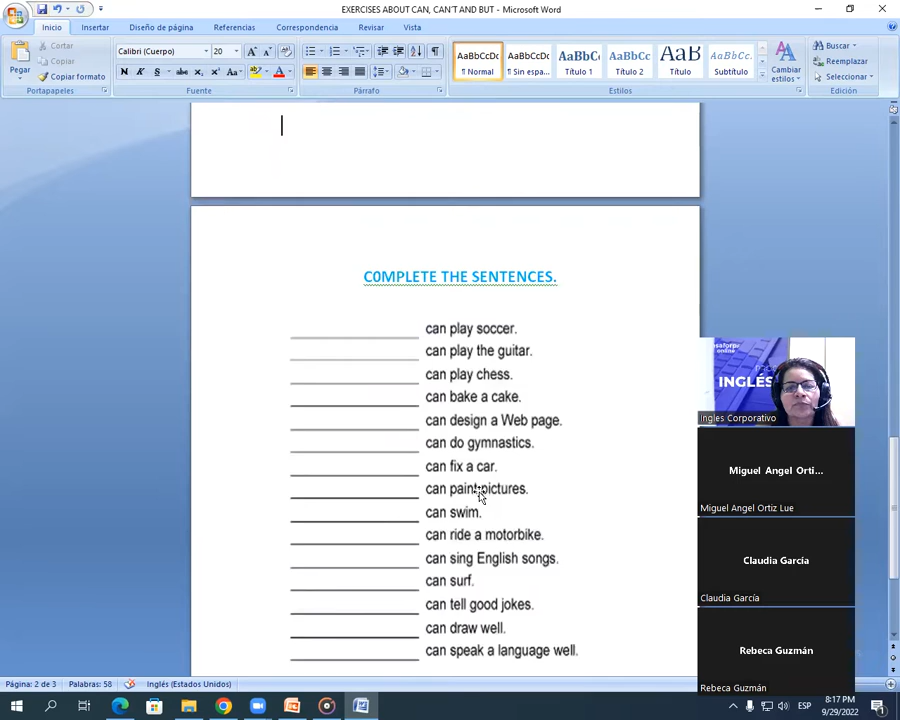 EXERCISES ABOUT CAN, CAN'T AND BUT - Microsoft Word
Inicio Insertar Diseño de página Referencias Correspondencia Revisar Vista
Pegar
Cortar
Copiar
Copiar formato
Portapapeles
Calibri (Cuerpo) 20
N K S abc x₂ x² Aa
Fuente
Párrafo
AaBbCcDc AaBbCcDc AaBbCc AaBbCc AaB AaBbCc.
¶ Normal ¶ Sin espa... Título 1 Título 2 Título Subtítulo
Estilos
Cambiar estilos
Buscar
Reemplazar
Seleccionar
Edición
C0MPLETE THE SENTENCES.
can play soccer.
can play the guitar.
can play chess.
can bake a cake.
can design a Web page.
can do gymnastics.
can fix a car.
can paint pictures.
can swim.
can ride a motorbike.
can sing English songs.
can surf.
can tell good jokes.
can draw well.
can speak a language well.
online
INGLÉS
Ingles Corporativo
Miguel Angel Orti...
Miguel Angel Ortiz Lue
Claudia García
Claudia García
Rebeca Guzmán
Rebeca Guzmán
Página: 2 de 3 Palabras: 58 Inglés (Estados Unidos)
ESP
8:17 PM
9/29/2022